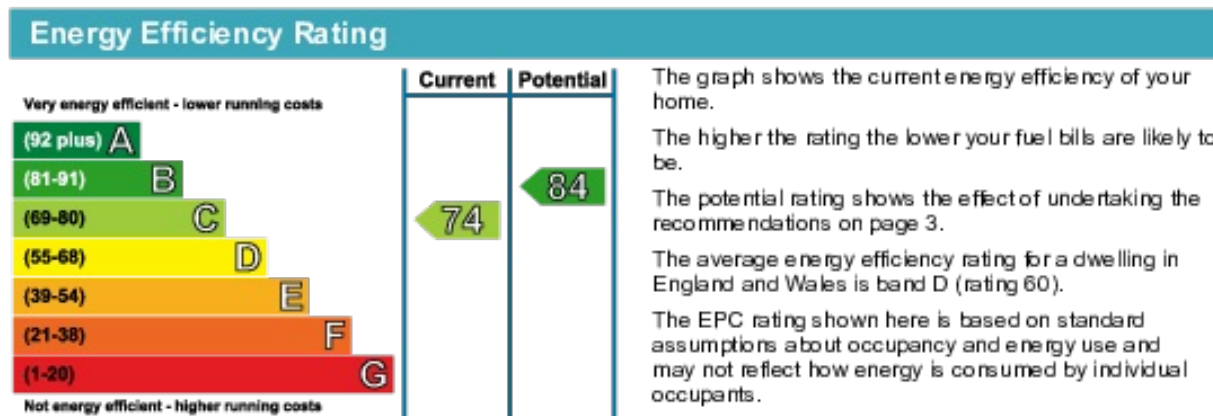 Energy Efficiency Rating
Current Potential
Very energy efficient - lower running costs
(92 plus) A
(81-91) B
84
(69-80) C
74
(55-68) D
(39-54) E
(21-38) F
(1-20) G
Not energy efficient - higher running costs
The graph shows the current energy efficiency of your
home.
The higher the rating the lower your fuel bills are likely to
be.
The potential rating shows the effect of undertaking the
recommendations on page 3.
The average energy efficiency rating for a dwelling in
England and Wales is band D (rating 60).
The EPC rating shown here is based on standard
assumptions about occupancy and energy use and
may not reflect how energy is consumed by individual
occupants.